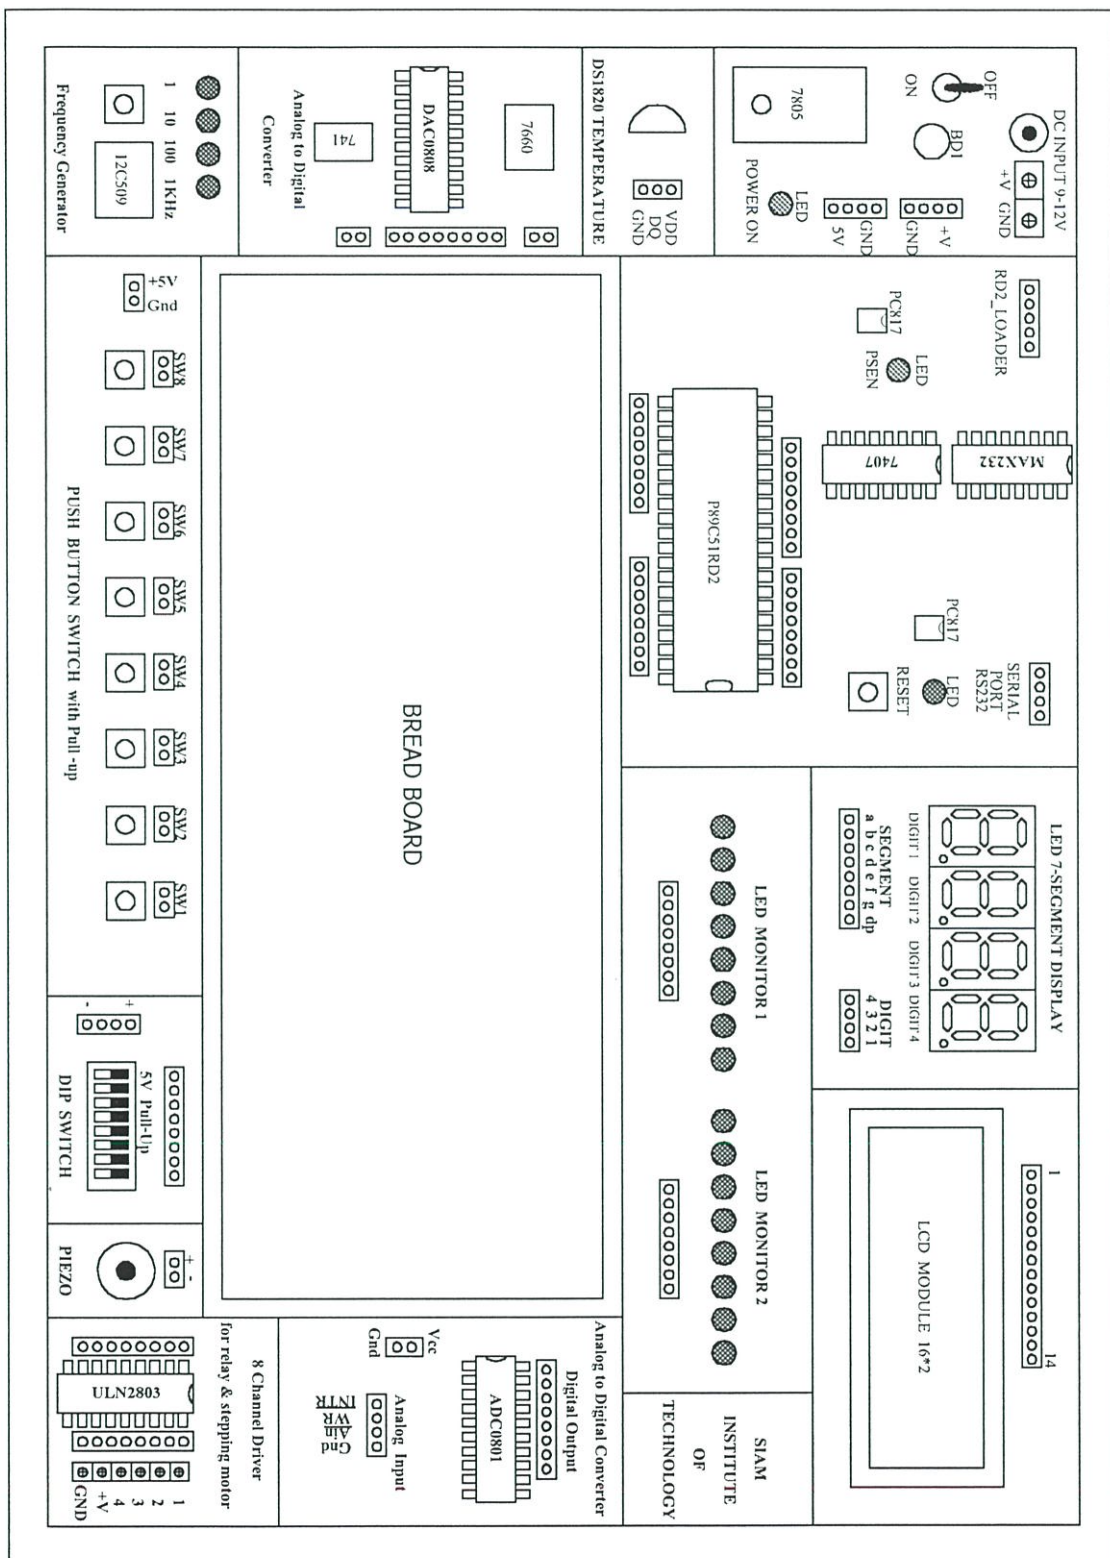 DC INPUT 9-12V
+V GND
OFF
ON
BD1
7805
GND +V
5V GND
LED
POWER ON
DS1820 TEMPERATURE
VDD
DQ
GND
7660
DAC0808
741
Analog to Digital
Converter
1 10 100 1KHz
12C509
Frequency Generator
RD2_LOADER
PC817
LED
PSEN
MAX232
7407
P89C51RD2
PC817
SERIAL
PORT
RS232
LED
RESET
LED 7-SEGMENT DISPLAY
DIGIT 1 DIGIT 2 DIGIT 3 DIGIT 4
SEGMENT
a b c d e f g dp
DIGIT
4 3 2 1
1 14
LCD MODULE 16*2
LED MONITOR 1
LED MONITOR 2
SIAM
INSTITUTE
OF
TECHNOLOGY
BREAD BOARD
+5V
Gnd
SW8 SW7 SW6 SW5 SW4 SW3 SW2 SW1
PUSH BUTTON SWITCH with Pull-up
+
-
5V Pull-Up
DIP SWITCH
+ -
PIEZO
Analog to Digital Converter
Digital Output
ADC0801
Vcc
Gnd
Analog Input
Gnd
Ain
WR
INTR
8 Channel Driver
for relay & stepping motor
ULN2803
1
2
3
4
+V
GND